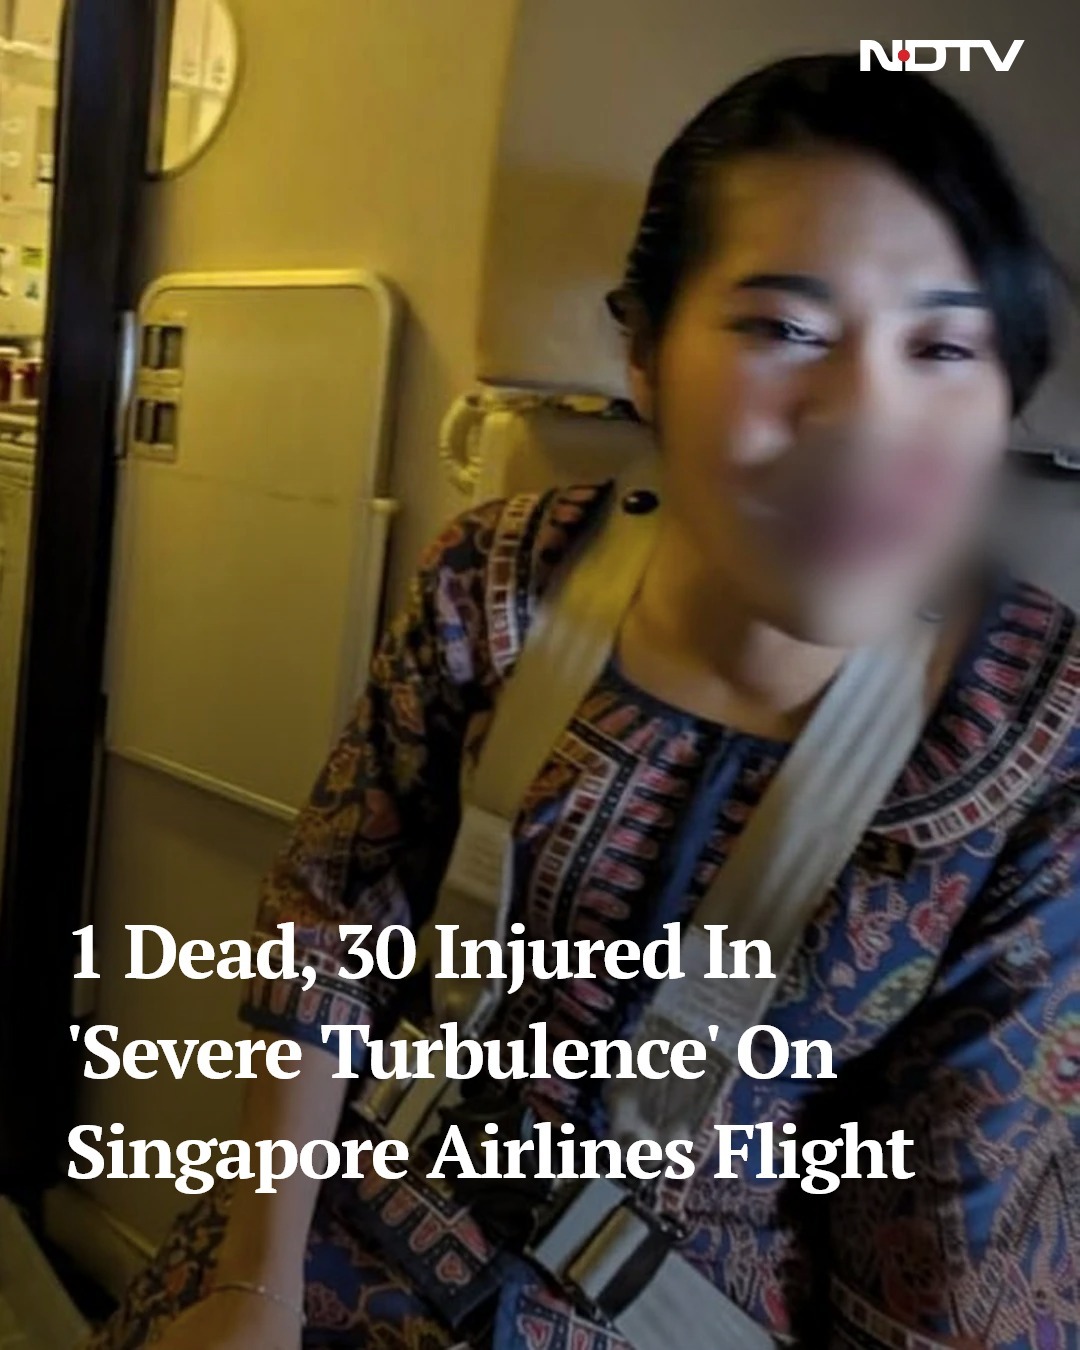 NDTV
1 Dead, 30 Injured In
'Severe Turbulence' On
Singapore Airlines Flight